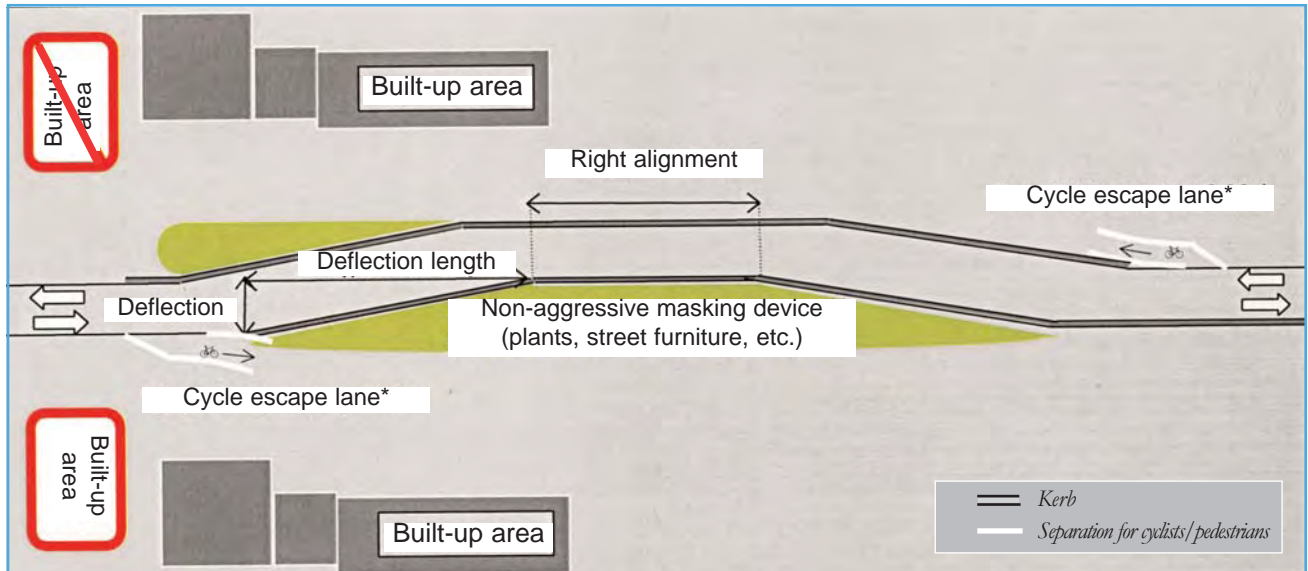 Built-up
area
Built-up area
Right alignment
Cycle escape lane*
Deflection length
Deflection
Non-aggressive masking device
(plants, street furniture, etc.)
Cycle escape lane*
Built-up
area
Built-up area
Kerb
Separation for cyclists/pedestrians